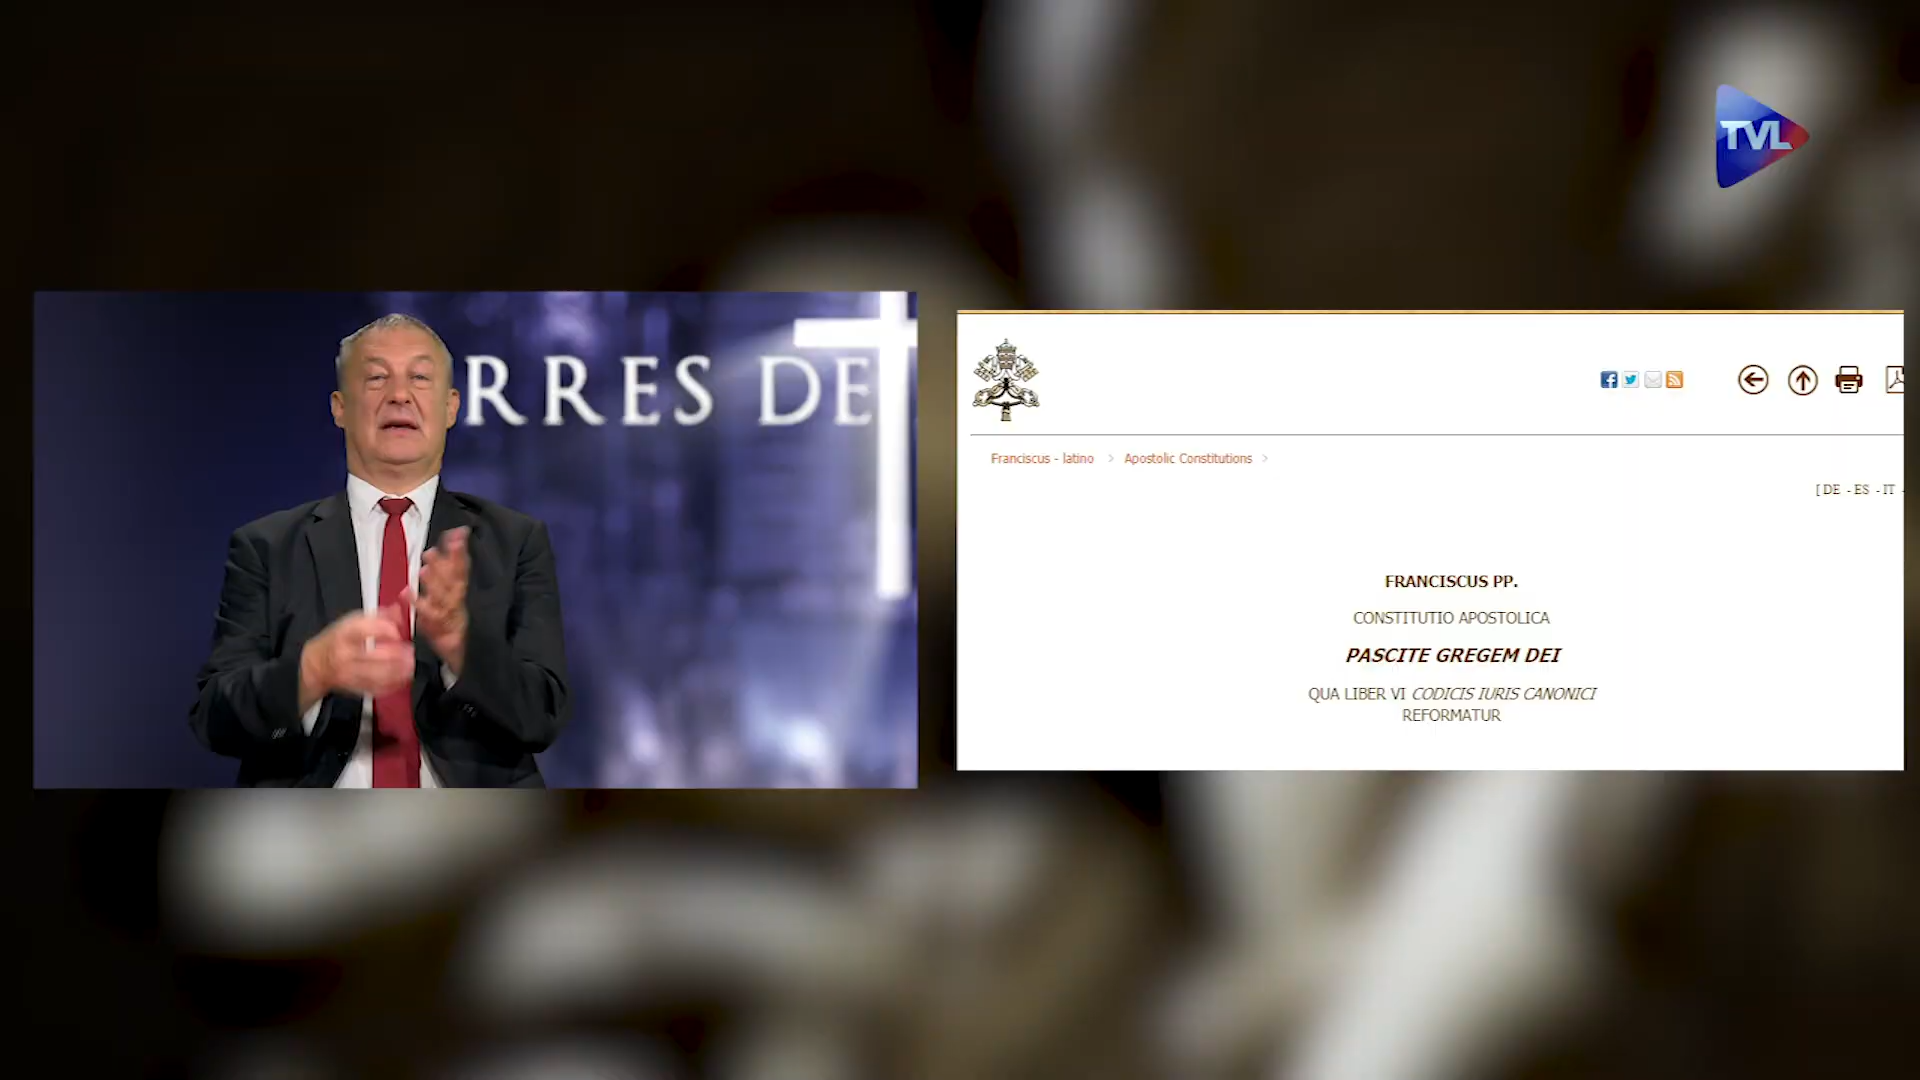 TVL
RRES DE
Franciscus - latino > Apostolic Constitutions >
[ DE - ES - IT -
FRANCISCUS PP.
CONSTITUTIO APOSTOLICA
PASCITE GREGEM DEI
QUA LIBER VI CODICIS IURIS CANONICI
REFORMATUR